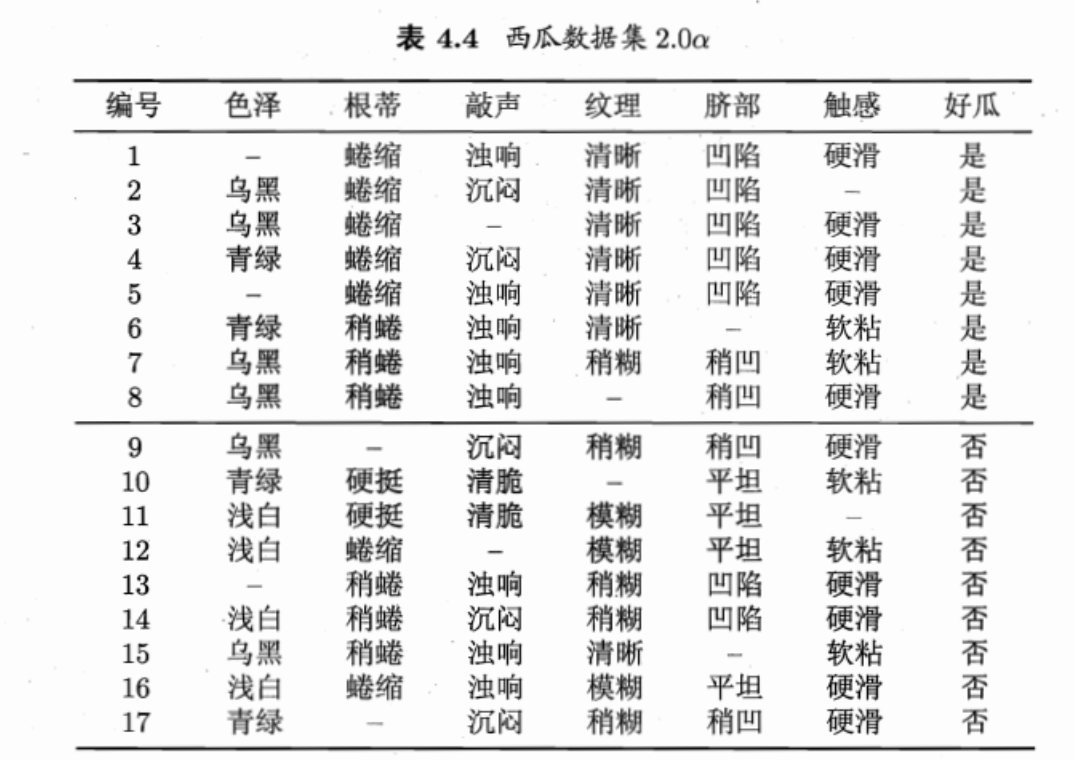 表 4.4 西瓜数据集 2.0α
编号 色泽 根蒂 敲声 纹理 脐部 触感 好瓜
1 – 蜷缩 浊响 清晰 凹陷 硬滑 是
2 乌黑 蜷缩 沉闷 清晰 凹陷 – 是
3 乌黑 蜷缩 – 清晰 凹陷 硬滑 是
4 青绿 蜷缩 沉闷 清晰 凹陷 硬滑 是
5 – 蜷缩 浊响 清晰 凹陷 硬滑 是
6 青绿 稍蜷 浊响 清晰 – 软粘 是
7 乌黑 稍蜷 浊响 稍糊 稍凹 软粘 是
8 乌黑 稍蜷 浊响 – 稍凹 硬滑 是
9 乌黑 – 沉闷 稍糊 稍凹 硬滑 否
10 青绿 硬挺 清脆 – 平坦 软粘 否
11 浅白 硬挺 清脆 模糊 平坦 – 否
12 浅白 蜷缩 – 模糊 平坦 软粘 否
13 – 稍蜷 浊响 稍糊 凹陷 硬滑 否
14 浅白 稍蜷 沉闷 稍糊 凹陷 硬滑 否
15 乌黑 稍蜷 浊响 清晰 – 软粘 否
16 浅白 蜷缩 浊响 模糊 平坦 硬滑 否
17 青绿 – 沉闷 稍糊 稍凹 硬滑 否